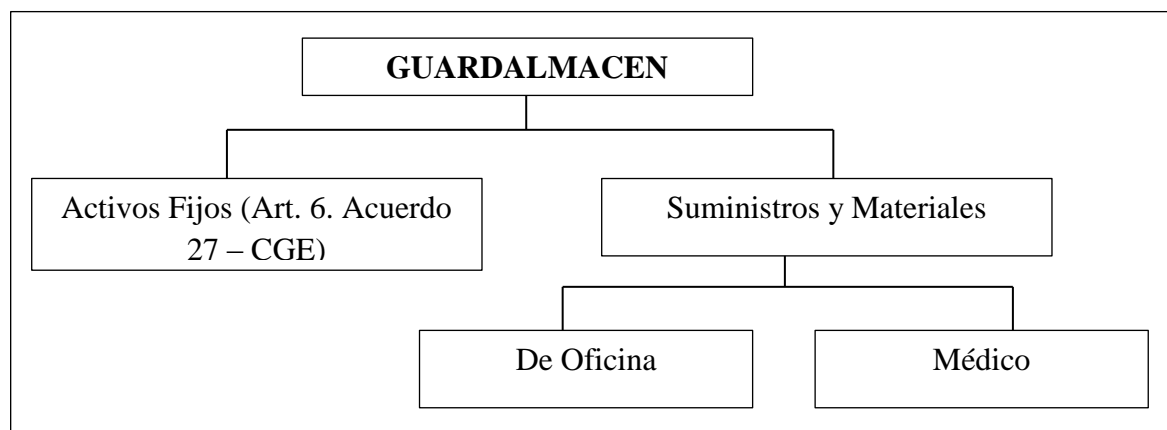 GUARDALMACEN
Activos Fijos (Art. 6. Acuerdo
27 – CGE)
Suministros y Materiales
De Oficina
Médico